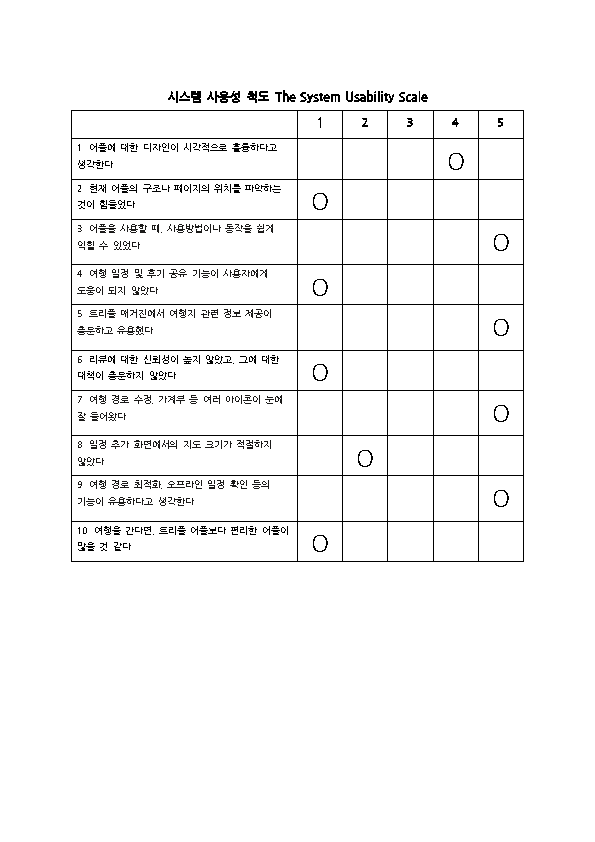 시스템 사용성 척도 The System Usability Scale
1 2 3 4 5
1 어플에 대한 디자인이 시각적으로 훌륭하다고
생각한다
O
2 현재 어플의 구조나 페이지의 위치를 파악하는
것이 힘들었다
O
3 어플을 사용할 때, 사용방법이나 동작을 쉽게
익힐 수 있었다
O
4 여행 일정 및 후기 공유 기능이 사용자에게
도움이 되지 않았다
O
5 트리플 매거진에서 여행지 관련 정보 제공이
충분하고 유용했다
O
6 리뷰에 대한 신뢰성이 높지 않았고, 그에 대한
대책이 충분하지 않았다
O
7 여행 경로 수정, 가계부 등 여러 아이콘이 눈에
잘 들어왔다
O
8 일정 추가 화면에서의 지도 크기가 적절하지
않았다
O
9 여행 경로 최적화, 오프라인 일정 확인 등의
기능이 유용하다고 생각한다
O
10 여행을 간다면, 트리플 어플보다 편리한 어플이
많을 것 같다
O